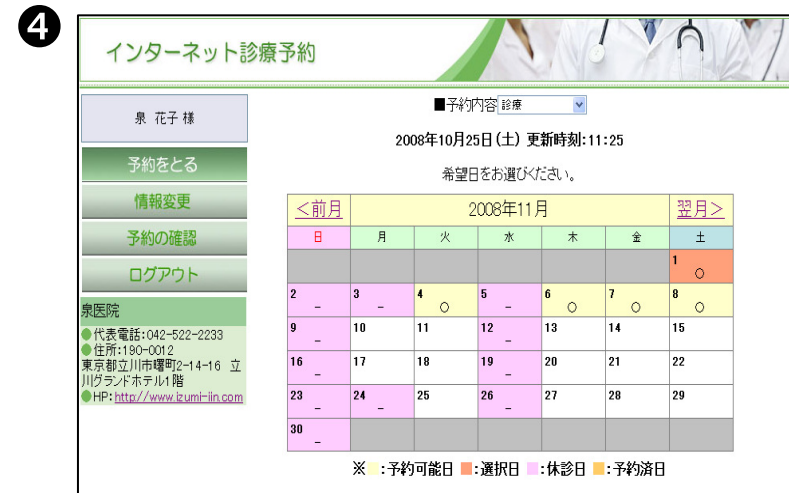 ❹
インターネット診療予約
泉 花子 様
予約をとる
情報変更
予約の確認
ログアウト
泉医院
●代表電話:042-522-2233
●住所:190-0012
東京都立川市曙町2-14-16 立
川グランドホテル1階
●HP:http://www.izumi-iin.com
■予約内容 診療
2008年10月25日(土) 更新時刻:11:25
希望日をお選びください。
<前月 2008年11月 翌月>
日 月 火 水 木 金 土
1
○
2 3 4 5 6 7 8
－ － ○ － ○ ○ ○
9 10 11 12 13 14 15
－ －
16 17 18 19 20 21 22
－ －
23 24 25 26 27 28 29
－ － －
30
－
※ :予約可能日 ■:選択日 ■:休診日 ■:予約済日